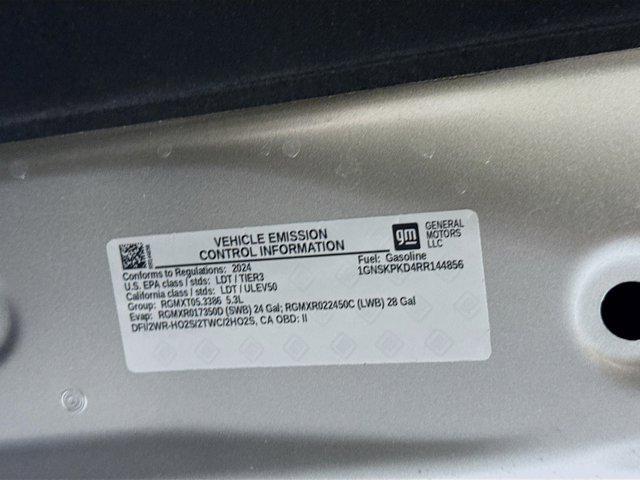 VEHICLE EMISSION
CONTROL INFORMATION
gm
GENERAL
MOTORS
LLC
Conforms to Regulations: 2024
Fuel: Gasoline
U.S. EPA class / stds: LDT / TIER3
1GNSKPKD4RR144856
California class / stds: LDT / ULEV50
Group: RGMXT05.3386 5.3L
Evap: RGMXR017350D (SWB) 24 Gal; RGMXR022450C (LWB) 28 Gal
DFI/2WR-HO2S/2TWC/2HO2S, CA OBD: II